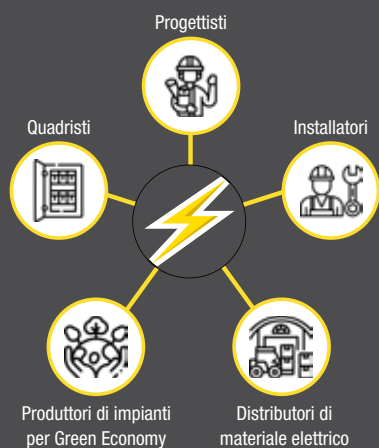 Progettisti
Quadristi
Installatori
Produttori di impianti
per Green Economy
Distributori di
materiale elettrico